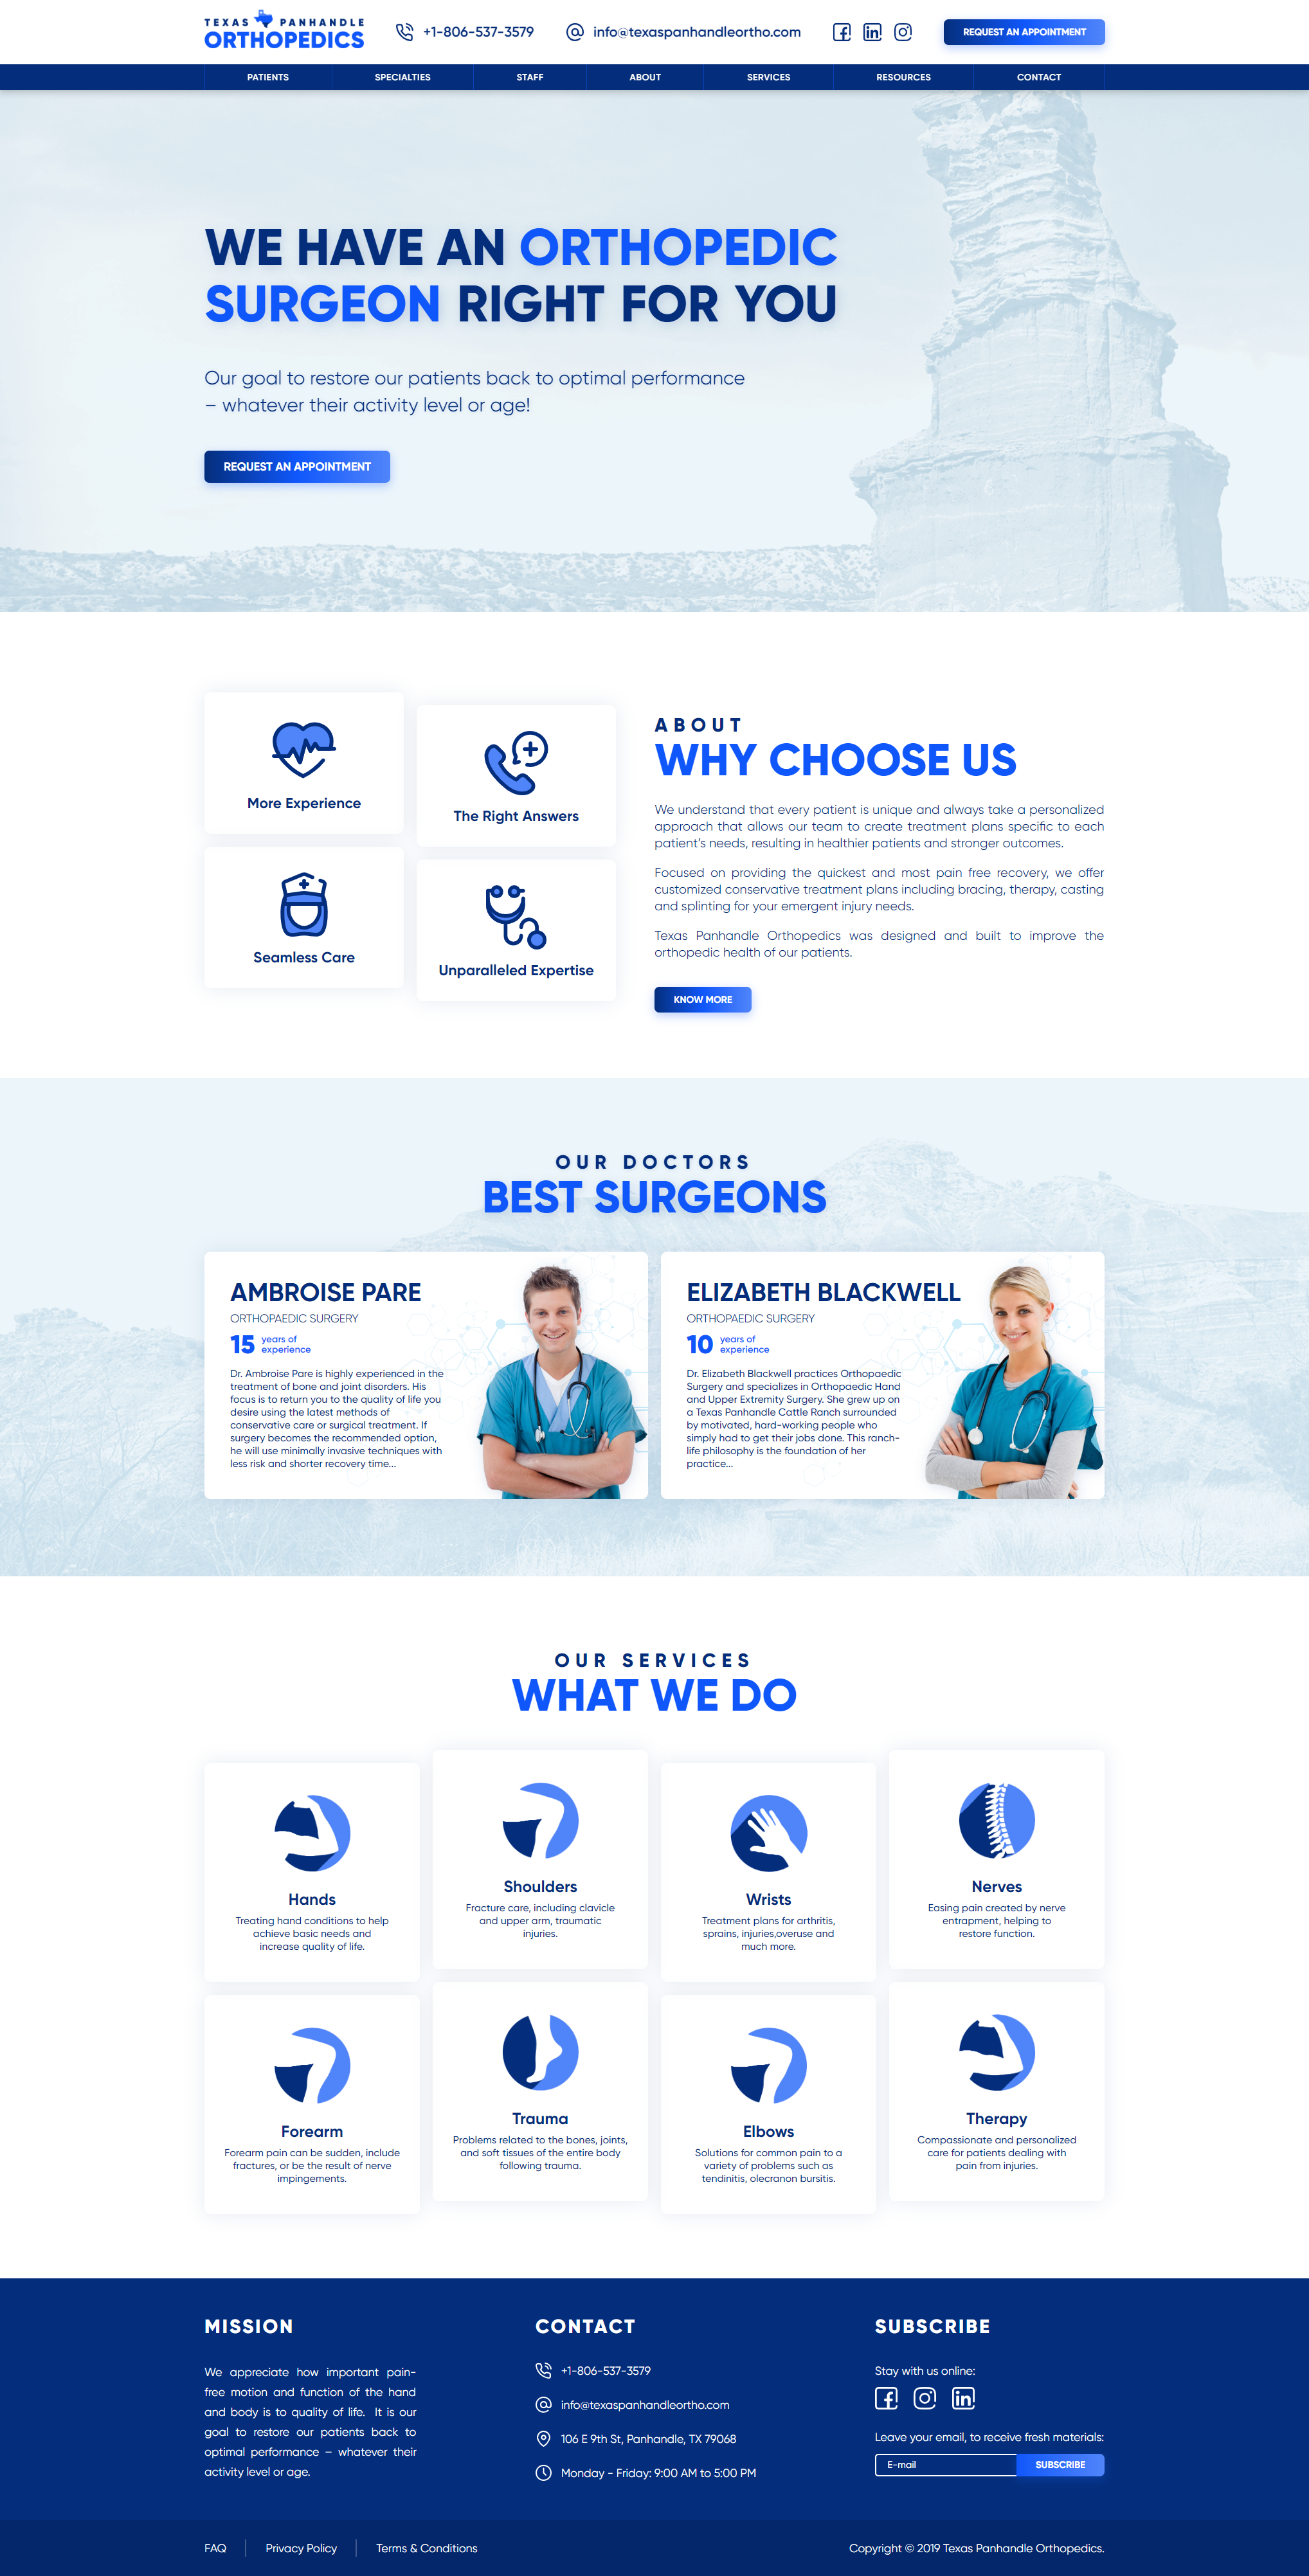 TEXAS PANHANDLE
ORTHOPEDICS
+1-806-537-3579
info@texaspanhandleortho.com
REQUEST AN APPOINTMENT
PATIENTS
SPECIALTIES
STAFF
ABOUT
SERVICES
RESOURCES
CONTACT
WE HAVE AN ORTHOPEDIC
SURGEON RIGHT FOR YOU
Our goal to restore our patients back to optimal performance
– whatever their activity level or age!
REQUEST AN APPOINTMENT
More Experience
The Right Answers
Seamless Care
Unparalleled Expertise
ABOUT
WHY CHOOSE US
We understand that every patient is unique and always take a personalized
approach that allows our team to create treatment plans specific to each
patient's needs, resulting in healthier patients and stronger outcomes.
Focused on providing the quickest and most pain free recovery, we offer
customized conservative treatment plans including bracing, therapy, casting
and splinting for your emergent injury needs.
Texas Panhandle Orthopedics was designed and built to improve the
orthopedic health of our patients.
KNOW MORE
OUR DOCTORS
BEST SURGEONS
AMBROISE PARE
ORTHOPAEDIC SURGERY
15 years of
experience
Dr. Ambroise Pare is highly experienced in the
treatment of bone and joint disorders. His
focus is to return you to the quality of life you
desire using the latest methods of
conservative care or surgical treatment. If
surgery becomes the recommended option,
he will use minimally invasive techniques with
less risk and shorter recovery time...
ELIZABETH BLACKWELL
ORTHOPAEDIC SURGERY
10 years of
experience
Dr. Elizabeth Blackwell practices Orthopaedic
Surgery and specializes in Orthopaedic Hand
and Upper Extremity Surgery. She grew up on
a Texas Panhandle Cattle Ranch surrounded
by motivated, hard-working people who
simply had to get their jobs done. This ranch-
life philosophy is the foundation of her
practice...
OUR SERVICES
WHAT WE DO
Hands
Treating hand conditions to help
achieve basic needs and
increase quality of life.
Shoulders
Fracture care, including clavicle
and upper arm, traumatic
injuries.
Wrists
Treatment plans for arthritis,
sprains, injuries,overuse and
much more.
Nerves
Easing pain created by nerve
entrapment, helping to
restore function.
Forearm
Forearm pain can be sudden, include
fractures, or be the result of nerve
impingements.
Trauma
Problems related to the bones, joints,
and soft tissues of the entire body
following trauma.
Elbows
Solutions for common pain to a
variety of problems such as
tendinitis, olecranon bursitis.
Therapy
Compassionate and personalized
care for patients dealing with
pain from injuries.
MISSION
We appreciate how important pain-
free motion and function of the hand
and body is to quality of life. It is our
goal to restore our patients back to
optimal performance – whatever their
activity level or age.
CONTACT
+1-806-537-3579
info@texaspanhandleortho.com
106 E 9th St, Panhandle, TX 79068
Monday - Friday: 9:00 AM to 5:00 PM
SUBSCRIBE
Stay with us online:
Leave your email, to receive fresh materials:
E-mail
SUBSCRIBE
FAQ
Privacy Policy
Terms & Conditions
Copyright © 2019 Texas Panhandle Orthopedics.